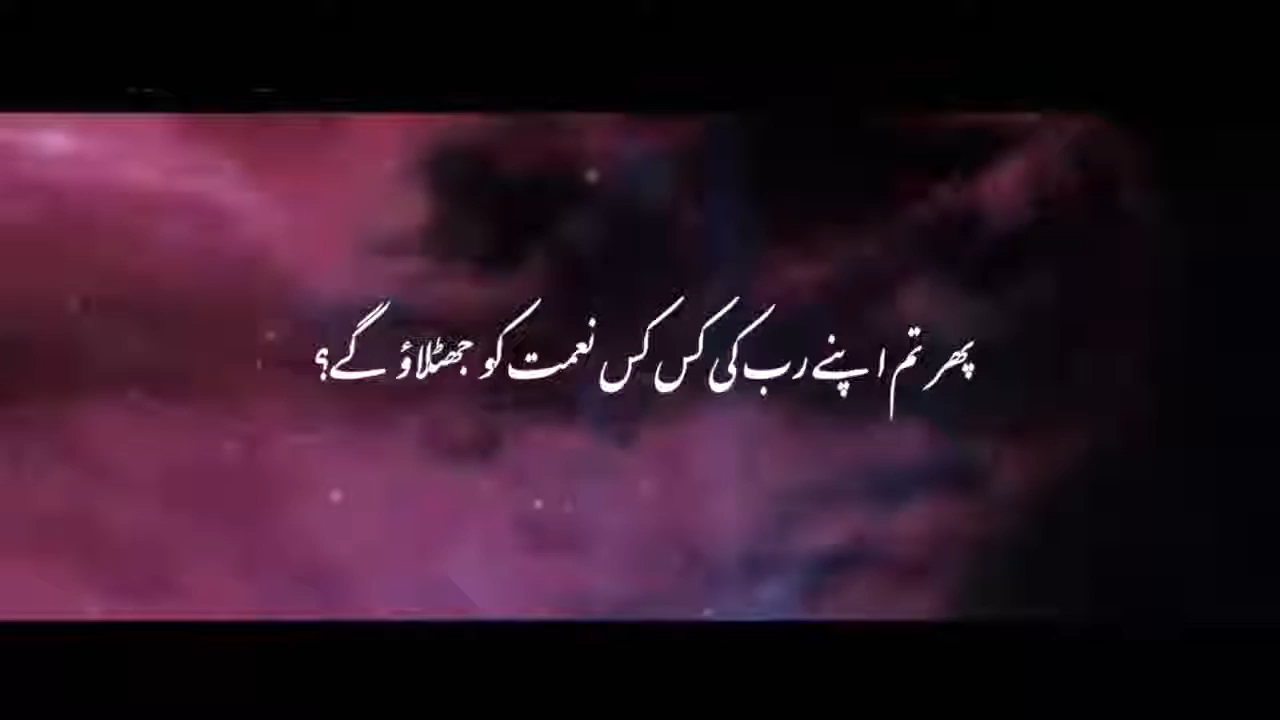 پھر تم اپنے رب کی کس کس نعمت کو جھٹلاؤ گے؟